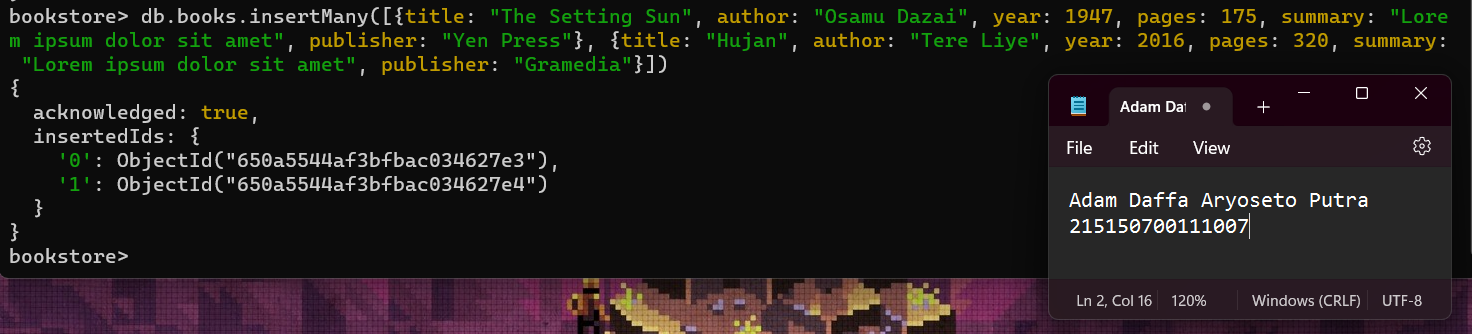 bookstore> db.books.insertMany([{title: "The Setting Sun", author: "Osamu Dazai", year: 1947, pages: 175, summary: "Lore
m ipsum dolor sit amet", publisher: "Yen Press"}, {title: "Hujan", author: "Tere Liye", year: 2016, pages: 320, summary:
 "Lorem ipsum dolor sit amet", publisher: "Gramedia"}])
{
  acknowledged: true,
  insertedIds: {
    '0': ObjectId("650a5544af3bfbac034627e3"),
    '1': ObjectId("650a5544af3bfbac034627e4")
  }
}
bookstore>
Adam Daf
File Edit View
Adam Daffa Aryoseto Putra
215150700111007
Ln 2, Col 16 120% Windows (CRLF) UTF-8